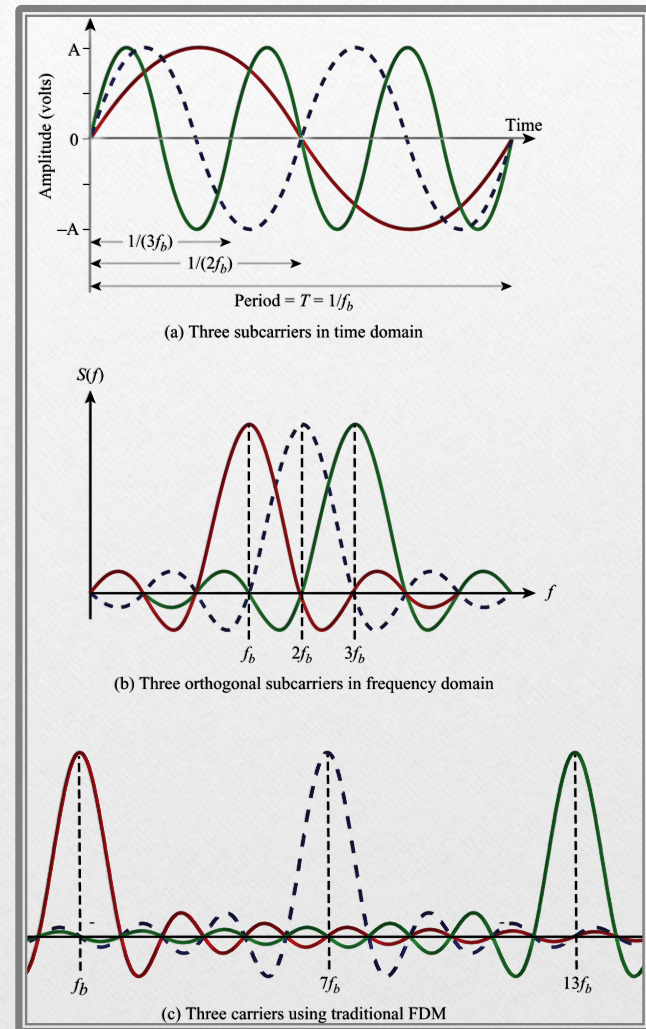 A
Amplitude (volts)
0
Time
–A
1/(3f_b)
1/(2f_b)
Period = T = 1/f_b
(a) Three subcarriers in time domain
S(f)
f
f_b 2f_b 3f_b
(b) Three orthogonal subcarriers in frequency domain
f_b 7f_b 13f_b
(c) Three carriers using traditional FDM